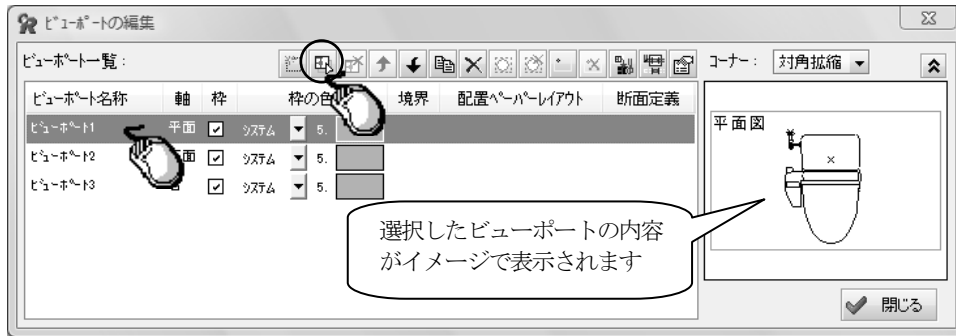 ビューポートの編集
ビューポート一覧：
コーナー： 対角拡縮
ビューポート名称 軸 枠 枠の色 境界 配置ペーパーレイアウト 断面定義
ビューポート1 平面 システム 5.
ビューポート2 面 システム 5.
ビューポート3 システム 5.
平面図
選択したビューポートの内容
がイメージで表示されます
閉じる